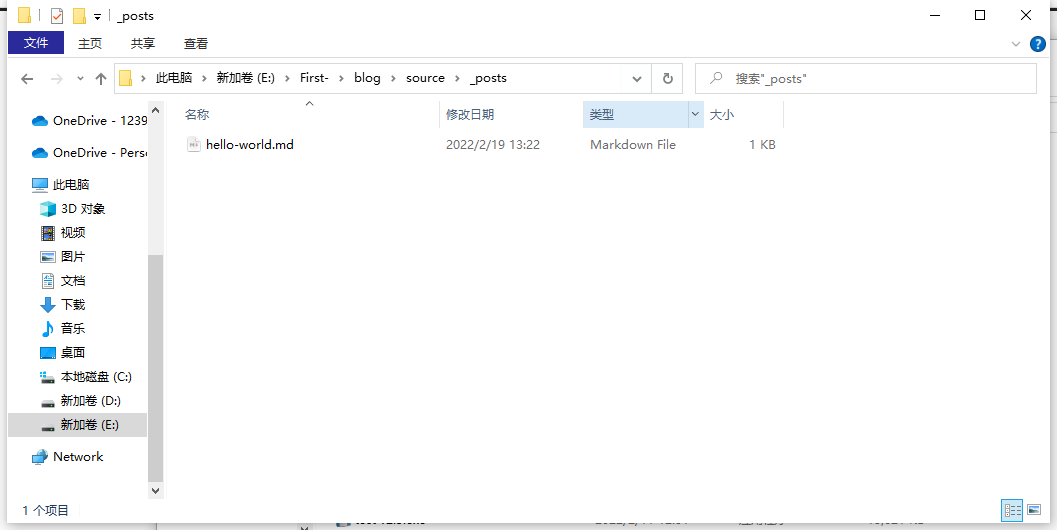 _posts
文件 主页 共享 查看
此电脑 新加卷 (E:) First- blog source _posts
搜索"_posts"
名称 修改日期 类型 大小
hello-world.md 2022/2/19 13:22 Markdown File 1 KB
OneDrive - 1239
OneDrive - Perso
此电脑
3D 对象
视频
图片
文档
下载
音乐
桌面
本地磁盘 (C:)
新加卷 (D:)
新加卷 (E:)
Network
1 个项目